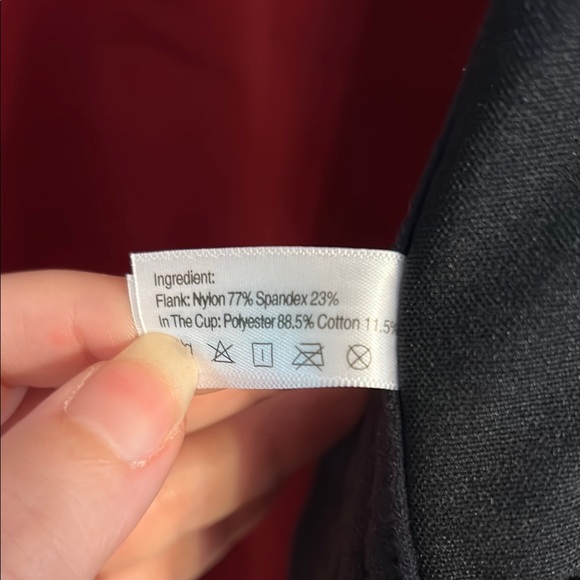 Ingredient:
Flank: Nylon 77% Spandex 23%
In The Cup: Polyester 88.5% Cotton 11.5%